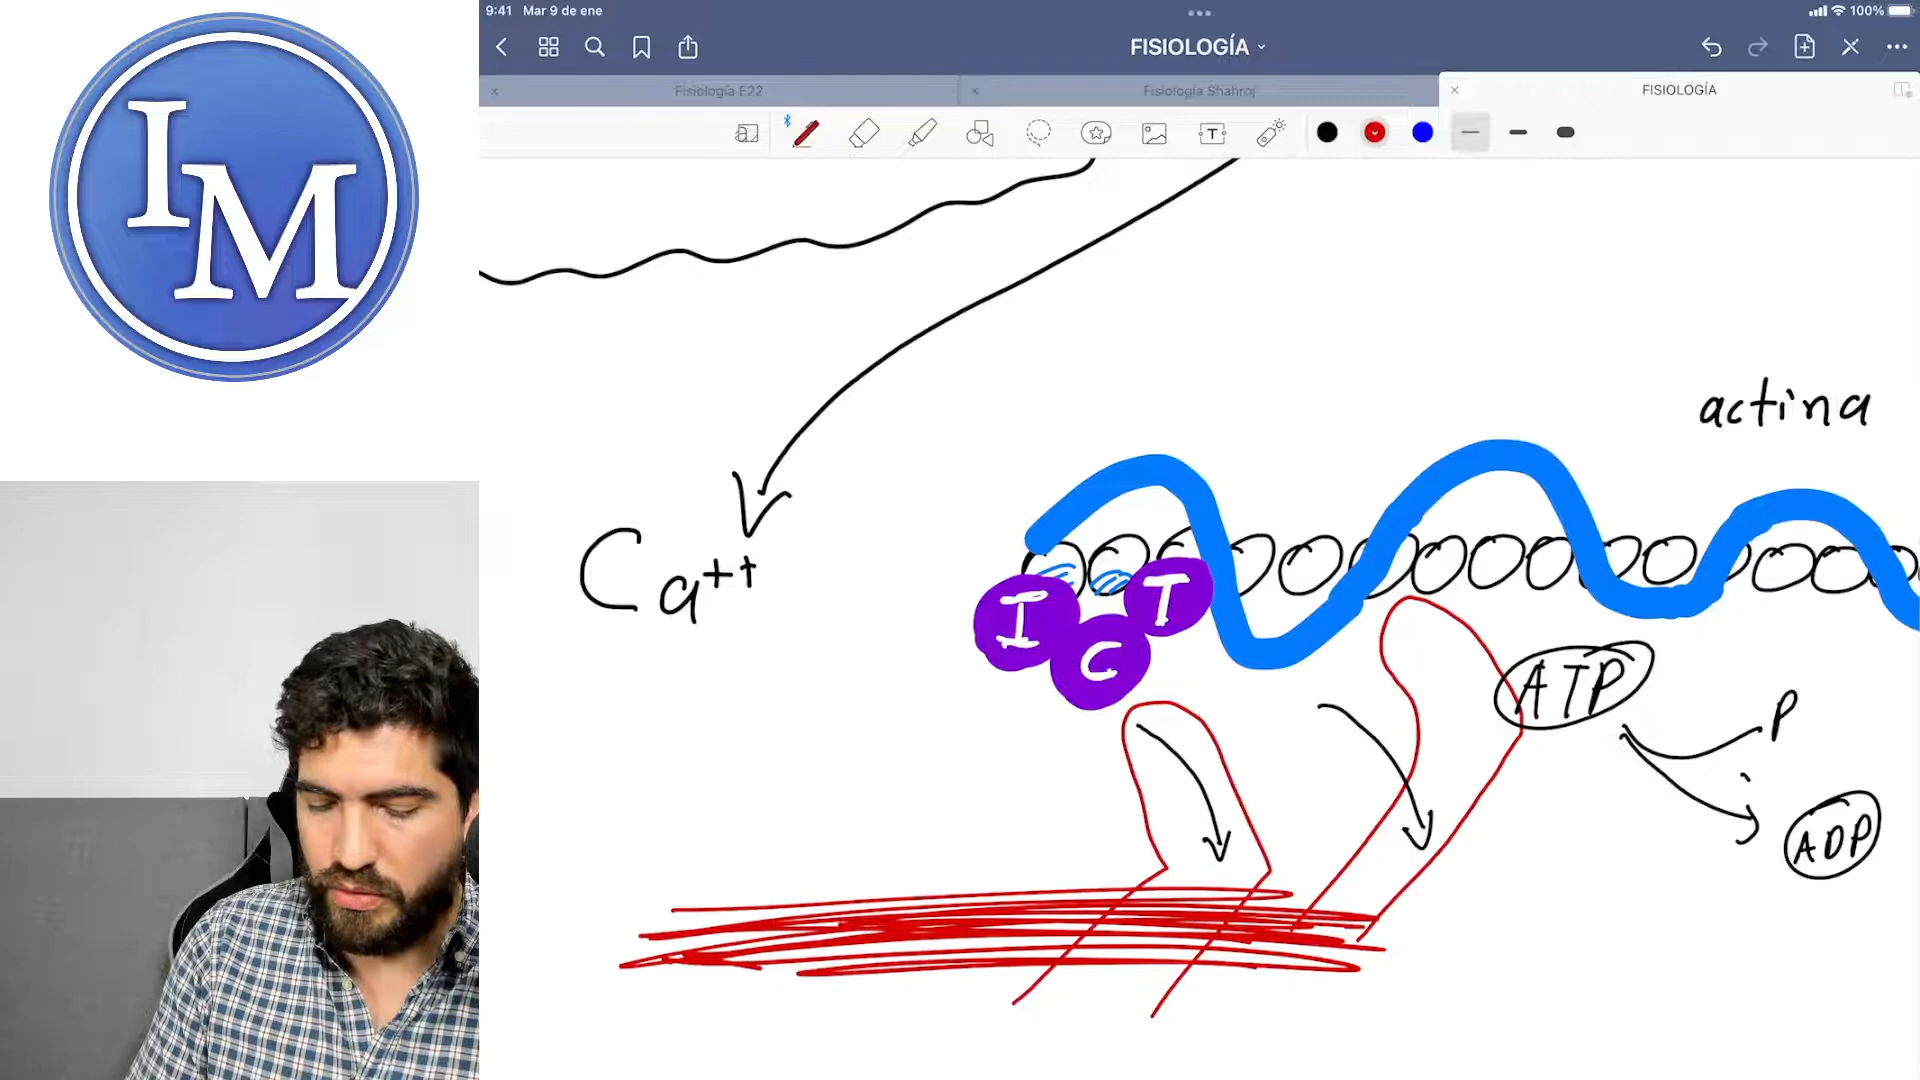 IM
9:41 Mar 9 de ene
100%
FISIOLOGÍA
Fisiología E22
Fisiología Shahroj
FISIOLOGÍA
actina
Ca++
I
C
T
ATP
P
ADP